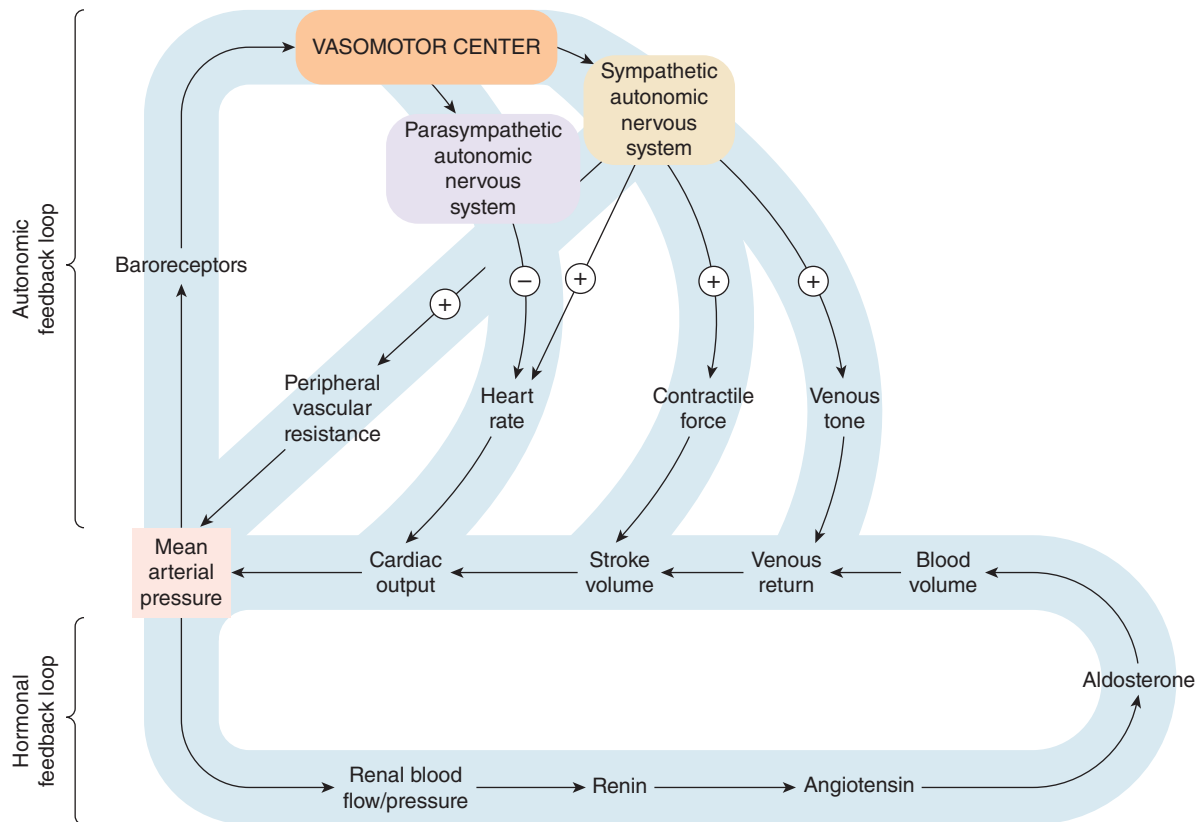 VASOMOTOR CENTER
Sympathetic
autonomic
nervous
system
Parasympathetic
autonomic
nervous
system
Autonomic
feedback loop
Baroreceptors
+
−
+
+
+
Peripheral
vascular
resistance
Heart
rate
Contractile
force
Venous
tone
Mean
arterial
pressure
Cardiac
output
Stroke
volume
Venous
return
Blood
volume
Hormonal
feedback loop
Aldosterone
Renal blood
flow/pressure
Renin
Angiotensin